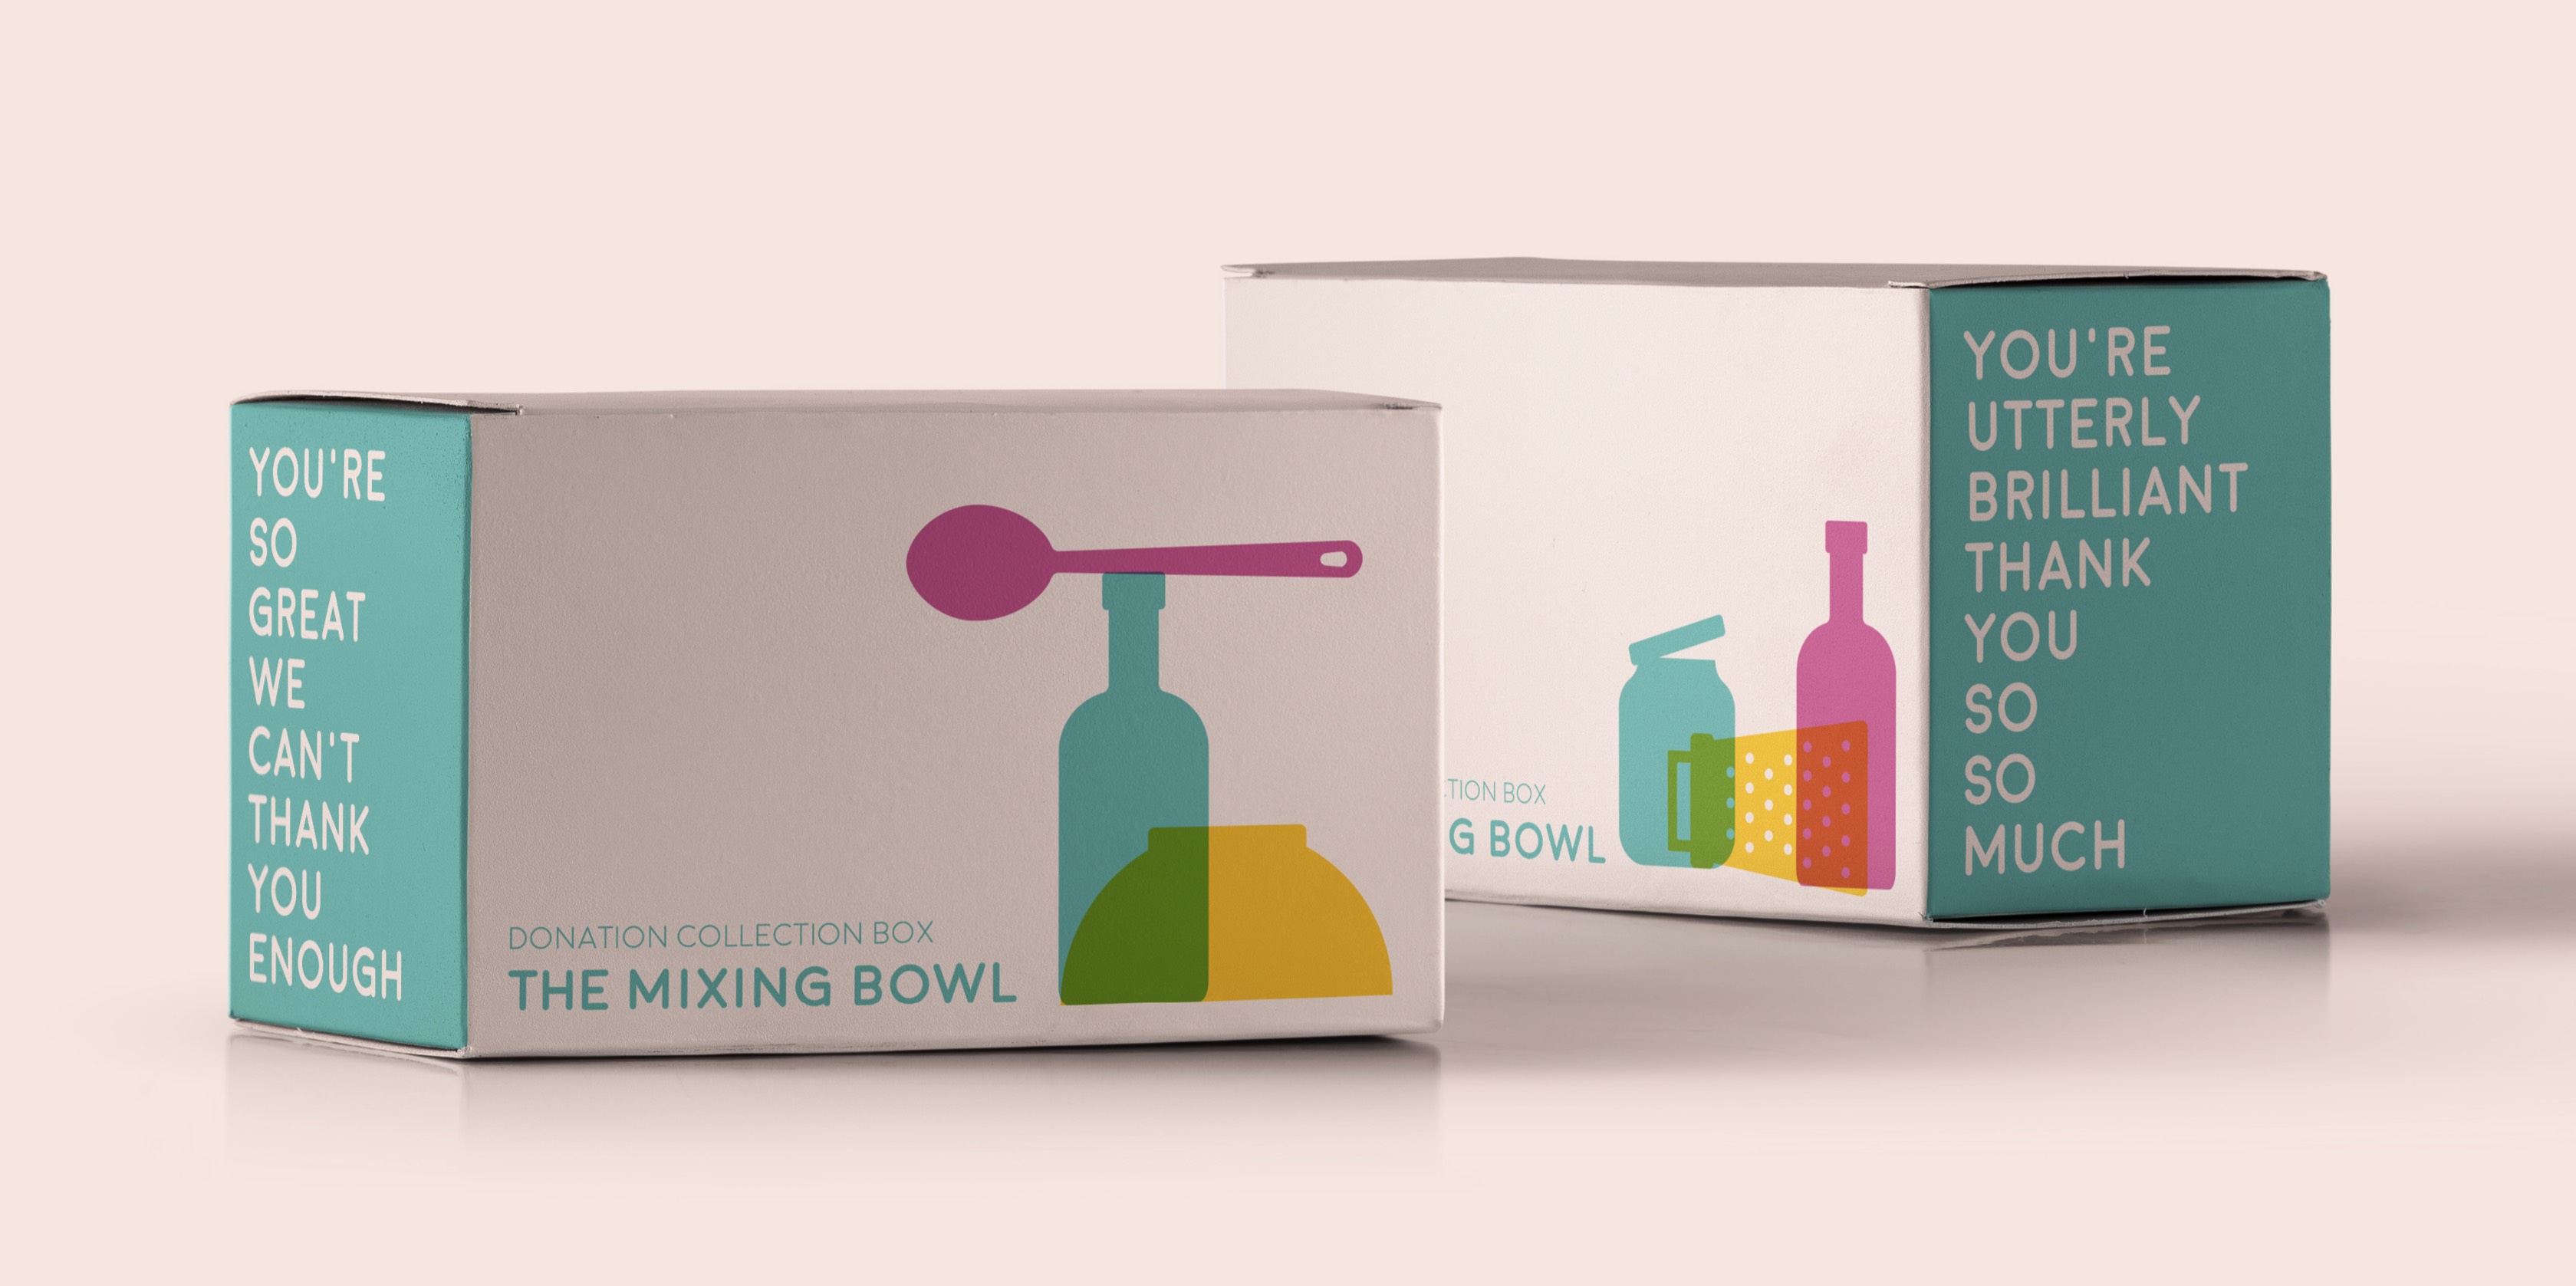 YOU'RE
SO
GREAT
WE
CAN'T
THANK
YOU
ENOUGH
DONATION COLLECTION BOX
THE MIXING BOWL
BOX
BOWL
YOU'RE
UTTERLY
BRILLIANT
THANK
YOU
SO
SO
MUCH